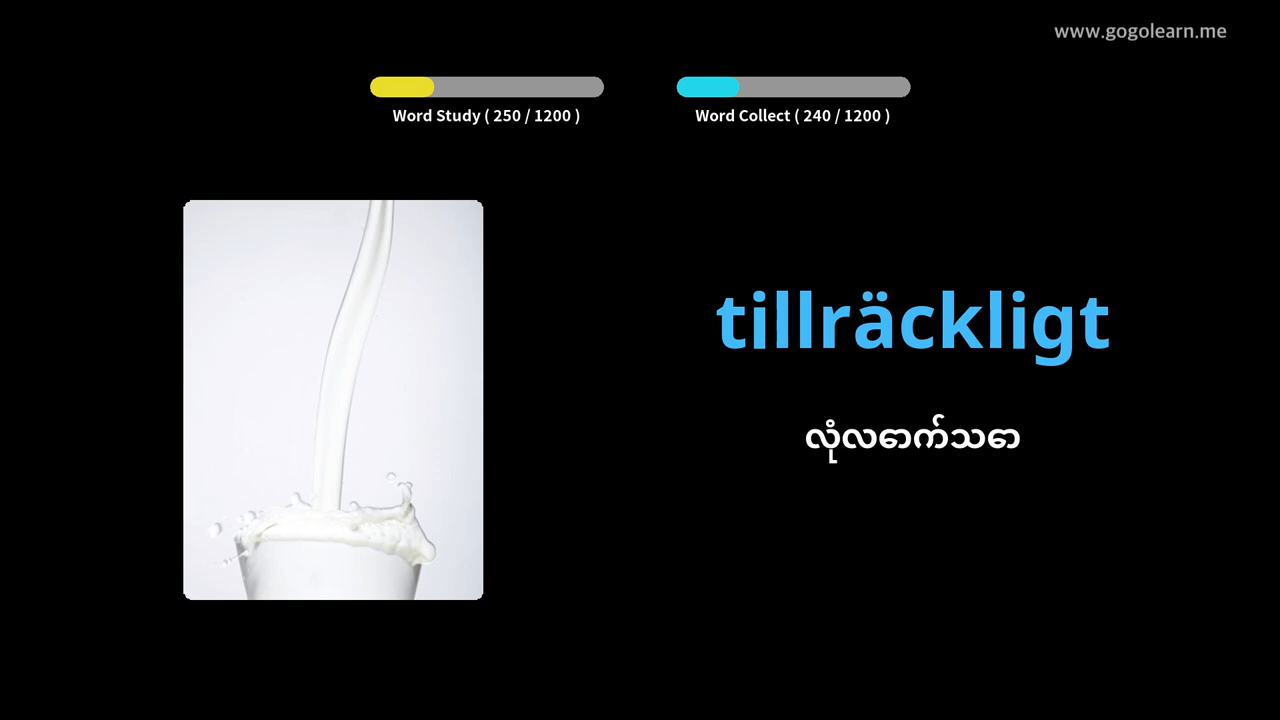 www.gogolearn.me
Word Study ( 250 / 1200 )
Word Collect ( 240 / 1200 )
tillräckligt
လုံလောက်သော